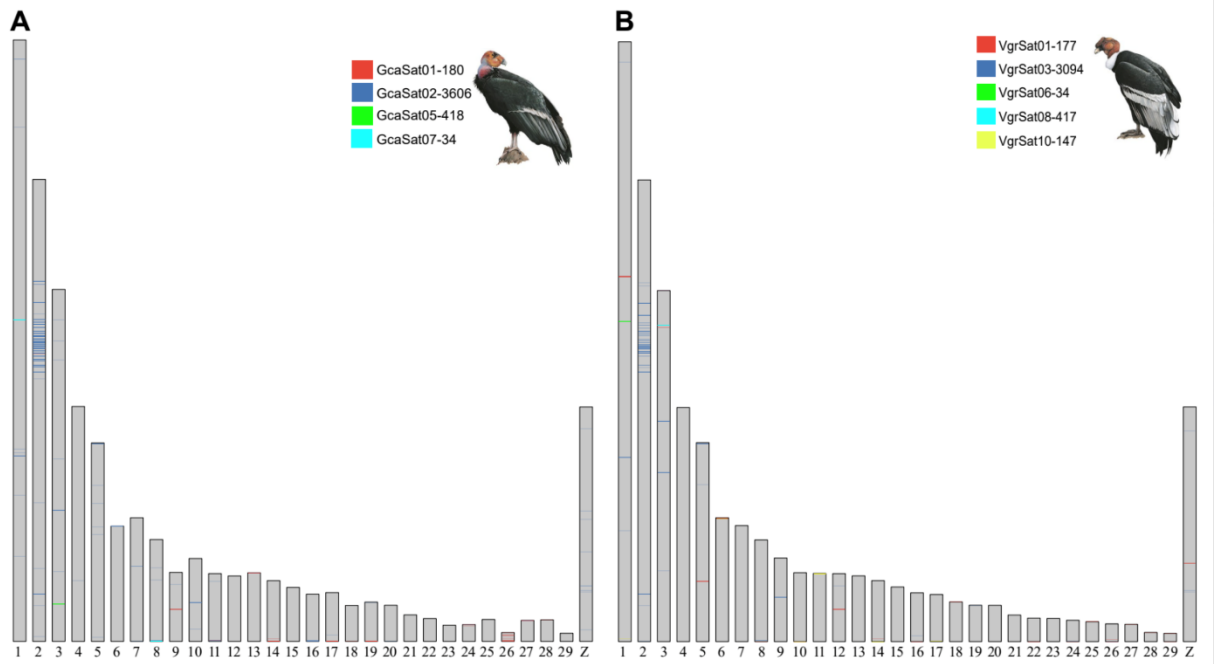 A
GcaSat01-180
GcaSat02-3606
GcaSat05-418
GcaSat07-34
1 2 3 4 5 6 7 8 9 10 11 12 13 14 15 16 17 18 19 20 21 22 23 24 25 26 27 28 29 Z
B
VgrSat01-177
VgrSat03-3094
VgrSat06-34
VgrSat08-417
VgrSat10-147
1 2 3 4 5 6 7 8 9 10 11 12 13 14 15 16 17 18 19 20 21 22 23 24 25 26 27 28 29 Z